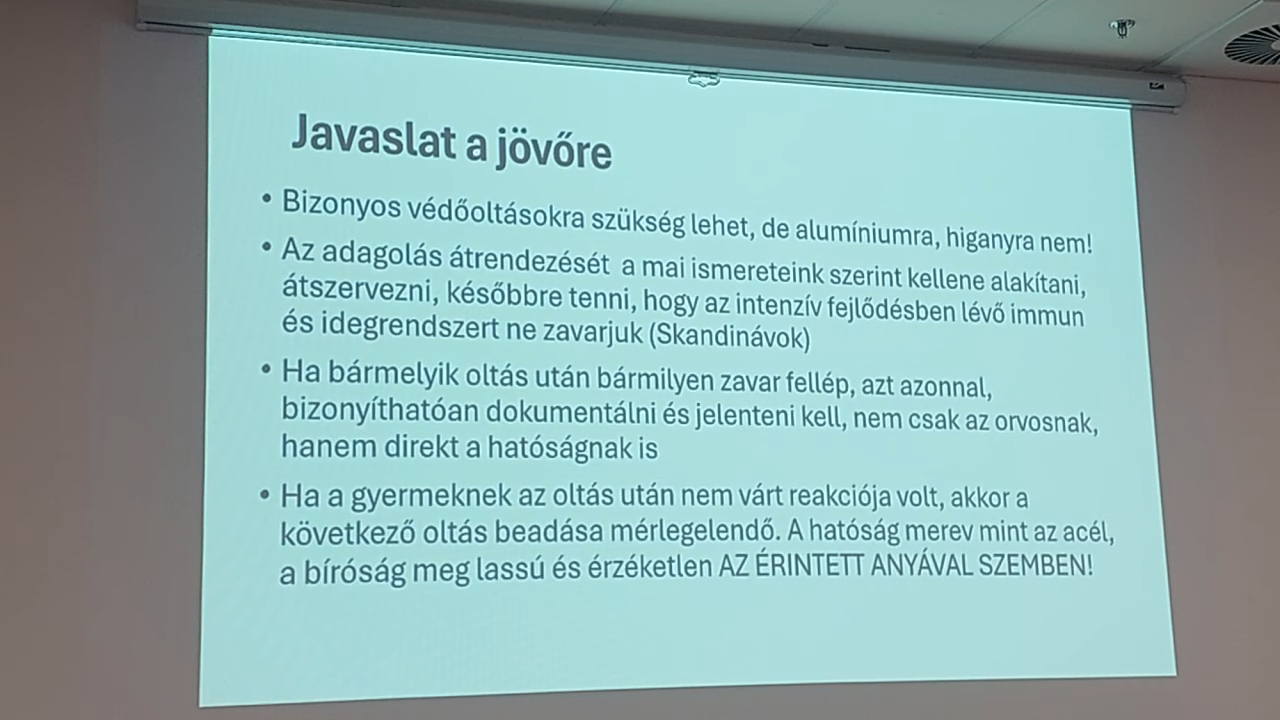 Javaslat a jövőre
• Bizonyos védőoltásokra szükség lehet, de alumíniumra, higanyra nem!
• Az adagolás átrendezését a mai ismereteink szerint kellene alakítani,
átszervezni, későbbre tenni, hogy az intenzív fejlődésben lévő immun
és idegrendszert ne zavarjuk (Skandinávok)
• Ha bármelyik oltás után bármilyen zavar fellép, azt azonnal,
bizonyíthatóan dokumentálni és jelenteni kell, nem csak az orvosnak,
hanem direkt a hatóságnak is
• Ha a gyermeknek az oltás után nem várt reakciója volt, akkor a
következő oltás beadása mérlegelendő. A hatóság merev mint az acél,
a bíróság meg lassú és érzéketlen AZ ÉRINTETT ANYÁVAL SZEMBEN!